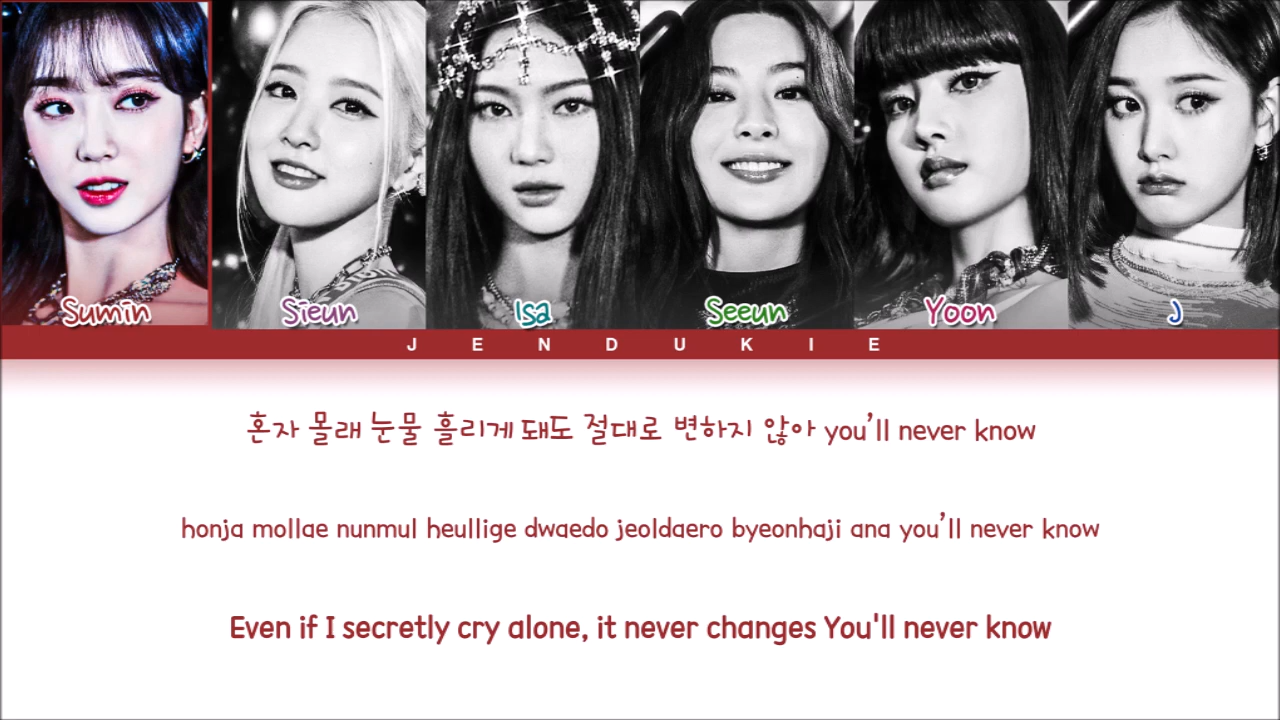 Sumin Sieun Isa Seeun Yoon J
J E N D U K I E
혼자 몰래 눈물 흘리게 돼도 절대로 변하지 않아 you’ll never know
honja mollae nunmul heullige dwaedo jeoldaero byeonhaji ana you’ll never know
Even if I secretly cry alone, it never changes You'll never know